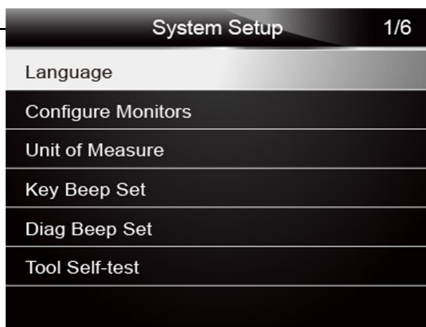 System Setup 1/6
Language
Configure Monitors
Unit of Measure
Key Beep Set
Diag Beep Set
Tool Self-test